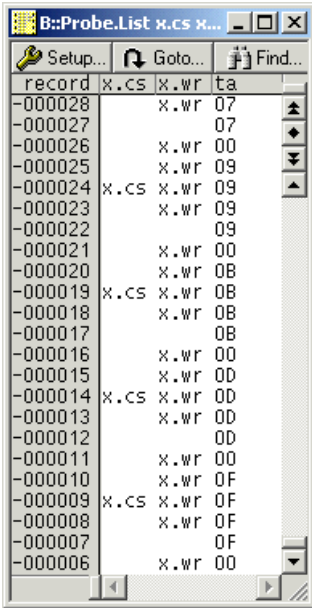 B::Probe.List x.cs x...
Setup... Goto... Find...
record x.cs x.wr ta
-000028 x.wr 07
-000027 07
-000026 x.wr 00
-000025 x.wr 09
-000024 x.cs x.wr 09
-000023 x.wr 09
-000022 09
-000021 x.wr 00
-000020 x.wr 0B
-000019 x.cs x.wr 0B
-000018 x.wr 0B
-000017 0B
-000016 x.wr 00
-000015 x.wr 0D
-000014 x.cs x.wr 0D
-000013 x.wr 0D
-000012 0D
-000011 x.wr 00
-000010 x.wr 0F
-000009 x.cs x.wr 0F
-000008 x.wr 0F
-000007 0F
-000006 x.wr 00